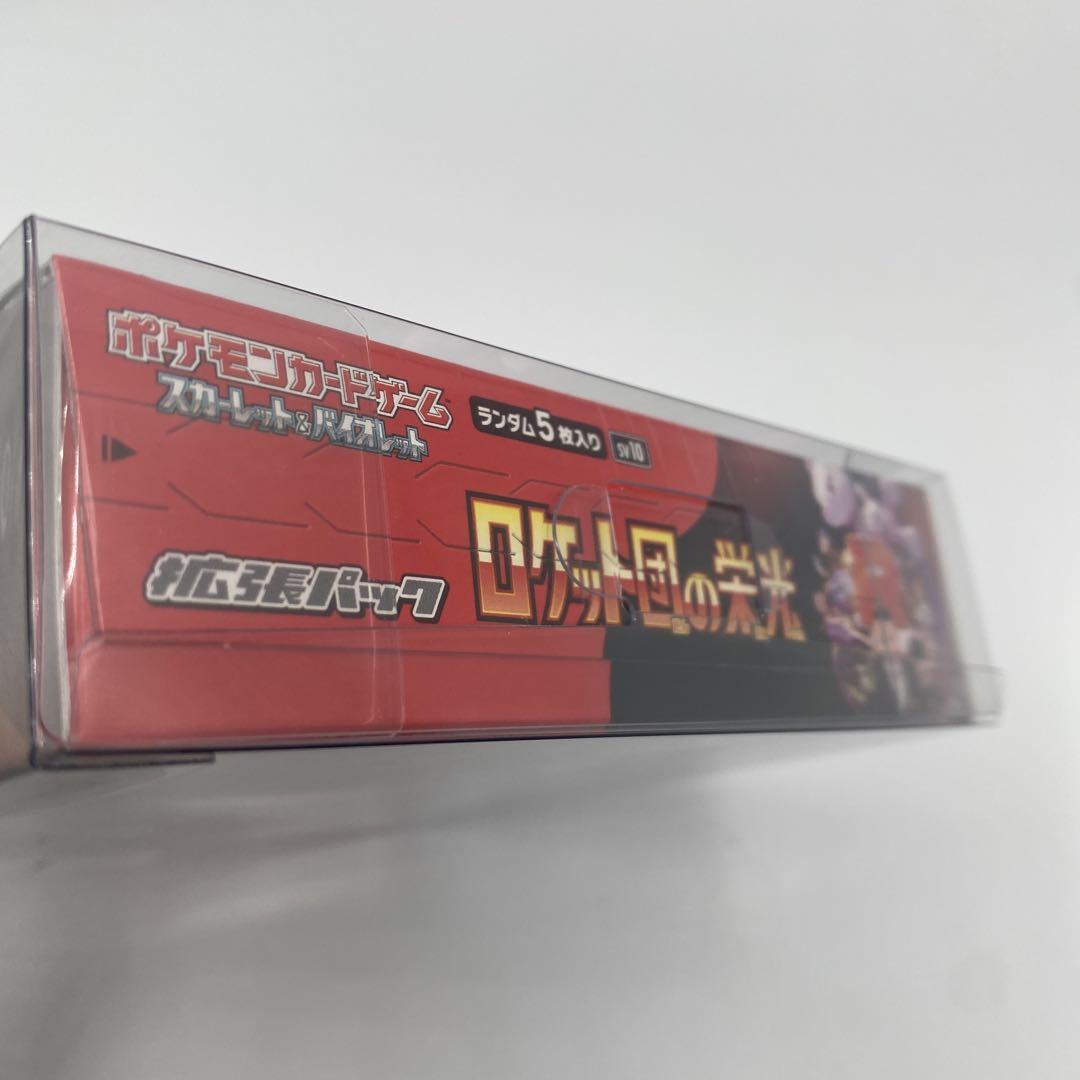 ポケモンカードゲーム
スカーレット&バイオレット
ランダム5枚入り
SV10
拡張パック
ロケット団の栄光